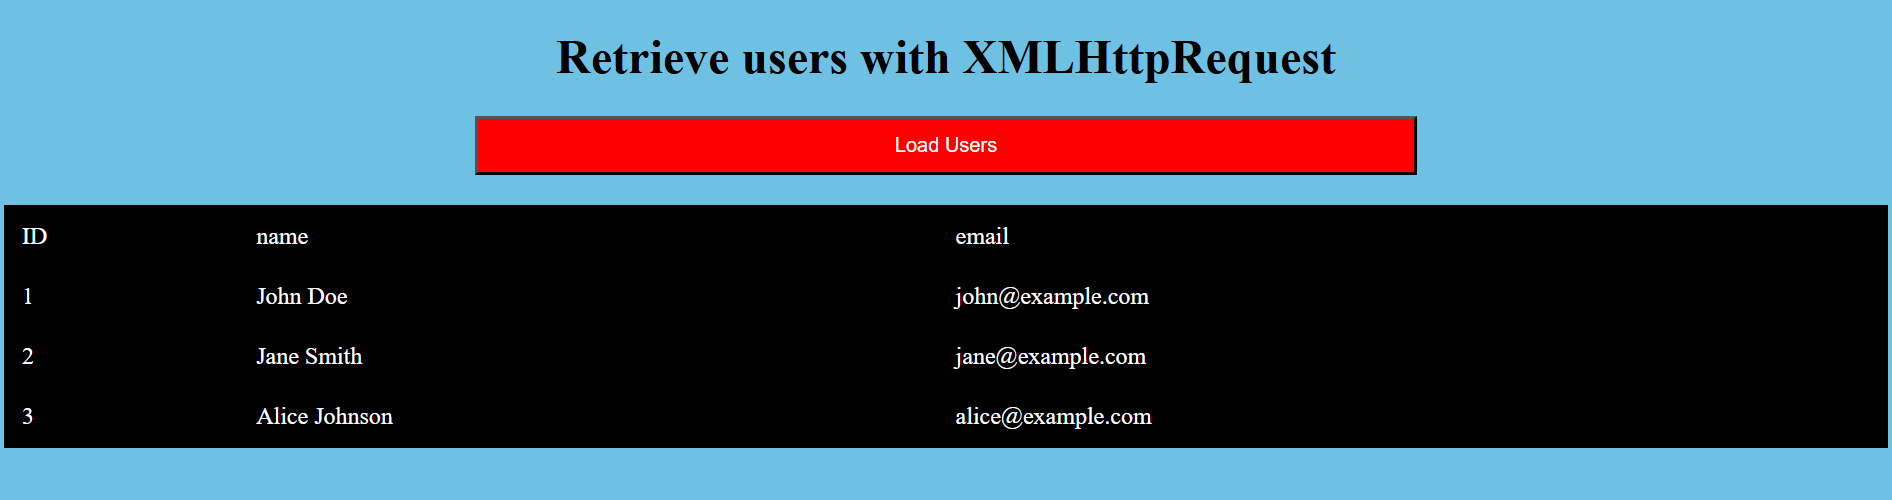 Retrieve users with XMLHttpRequest
Load Users
ID name email
1 John Doe john@example.com
2 Jane Smith jane@example.com
3 Alice Johnson alice@example.com